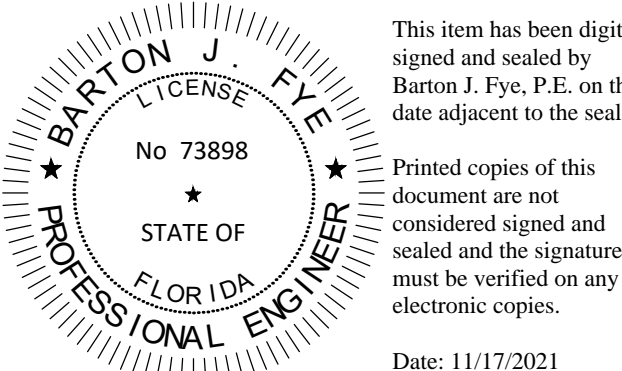 BARTON J. FYE
LICENSE
No 73898
STATE OF
FLORIDA
PROFESSIONAL ENGINEER
This item has been digit
signed and sealed by
Barton J. Fye, P.E. on th
date adjacent to the seal
Printed copies of this
document are not
considered signed and
sealed and the signature
must be verified on any
electronic copies.
Date: 11/17/2021